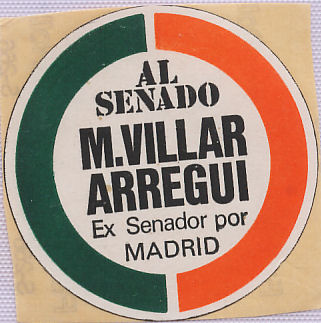 AL
SENADO
M.VILLAR
ARREGUI
Ex Senador por
MADRID